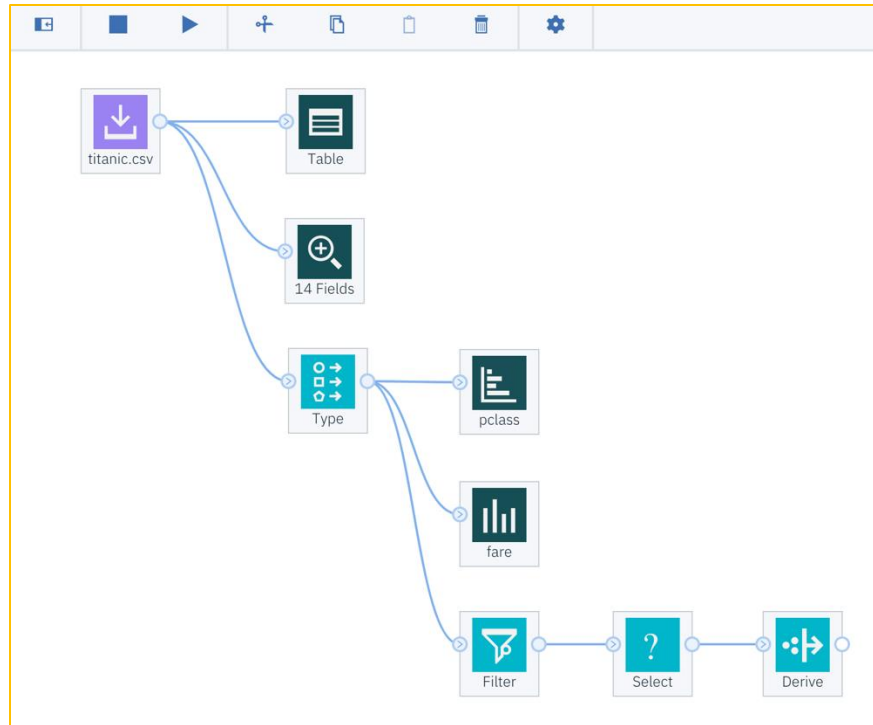 titanic.csv
Table
14 Fields
Type
pclass
fare
Filter
?
Select
Derive